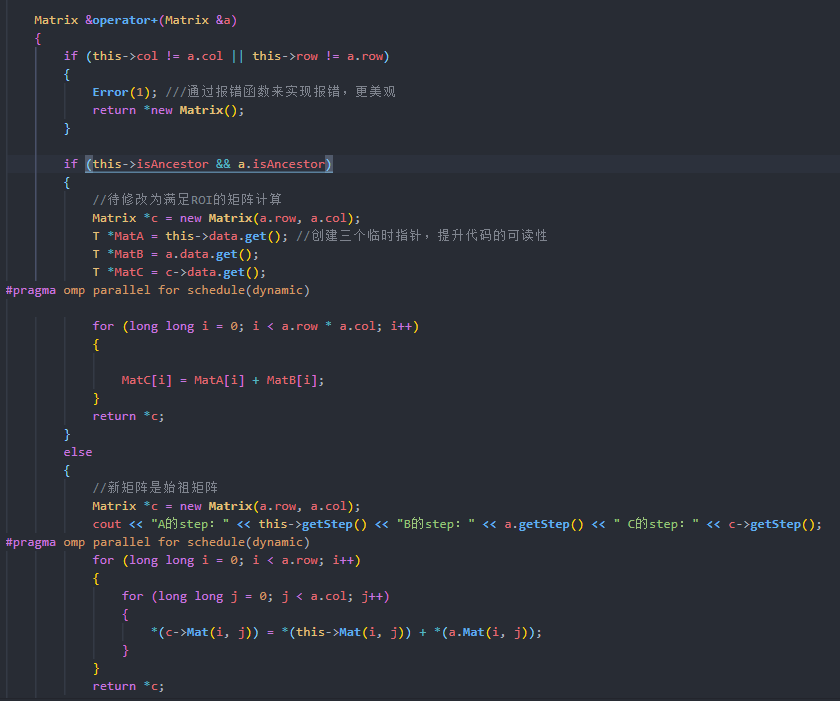 Matrix &operator+(Matrix &a)
{
if (this->col != a.col || this->row != a.row)
{
Error(1); ///通过报错函数来实现报错，更美观
return *new Matrix();
}
if (this->isAncestor && a.isAncestor)
{
//待修改为满足ROI的矩阵计算
Matrix *c = new Matrix(a.row, a.col);
T *MatA = this->data.get(); //创建三个临时指针，提升代码的可读性
T *MatB = a.data.get();
T *MatC = c->data.get();
#pragma omp parallel for schedule(dynamic)
for (long long i = 0; i < a.row * a.col; i++)
{
MatC[i] = MatA[i] + MatB[i];
}
return *c;
}
else
{
//新矩阵是始祖矩阵
Matrix *c = new Matrix(a.row, a.col);
cout << "A的step: " << this->getStep() << "B的step: " << a.getStep() << " C的step: " << c->getStep();
#pragma omp parallel for schedule(dynamic)
for (long long i = 0; i < a.row; i++)
{
for (long long j = 0; j < a.col; j++)
{
*(c->Mat(i, j)) = *(this->Mat(i, j)) + *(a.Mat(i, j));
}
}
return *c;